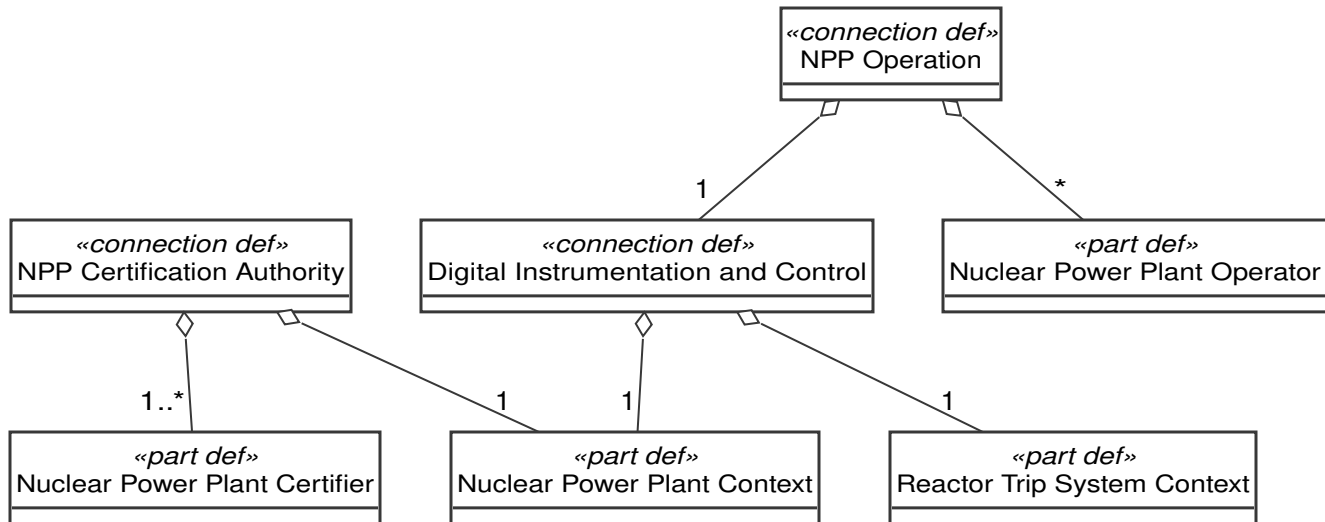 «connection def»
NPP Operation
1
*
«connection def»
NPP Certification Authority
«connection def»
Digital Instrumentation and Control
«part def»
Nuclear Power Plant Operator
1..*
1
1
1
«part def»
Nuclear Power Plant Certifier
«part def»
Nuclear Power Plant Context
«part def»
Reactor Trip System Context